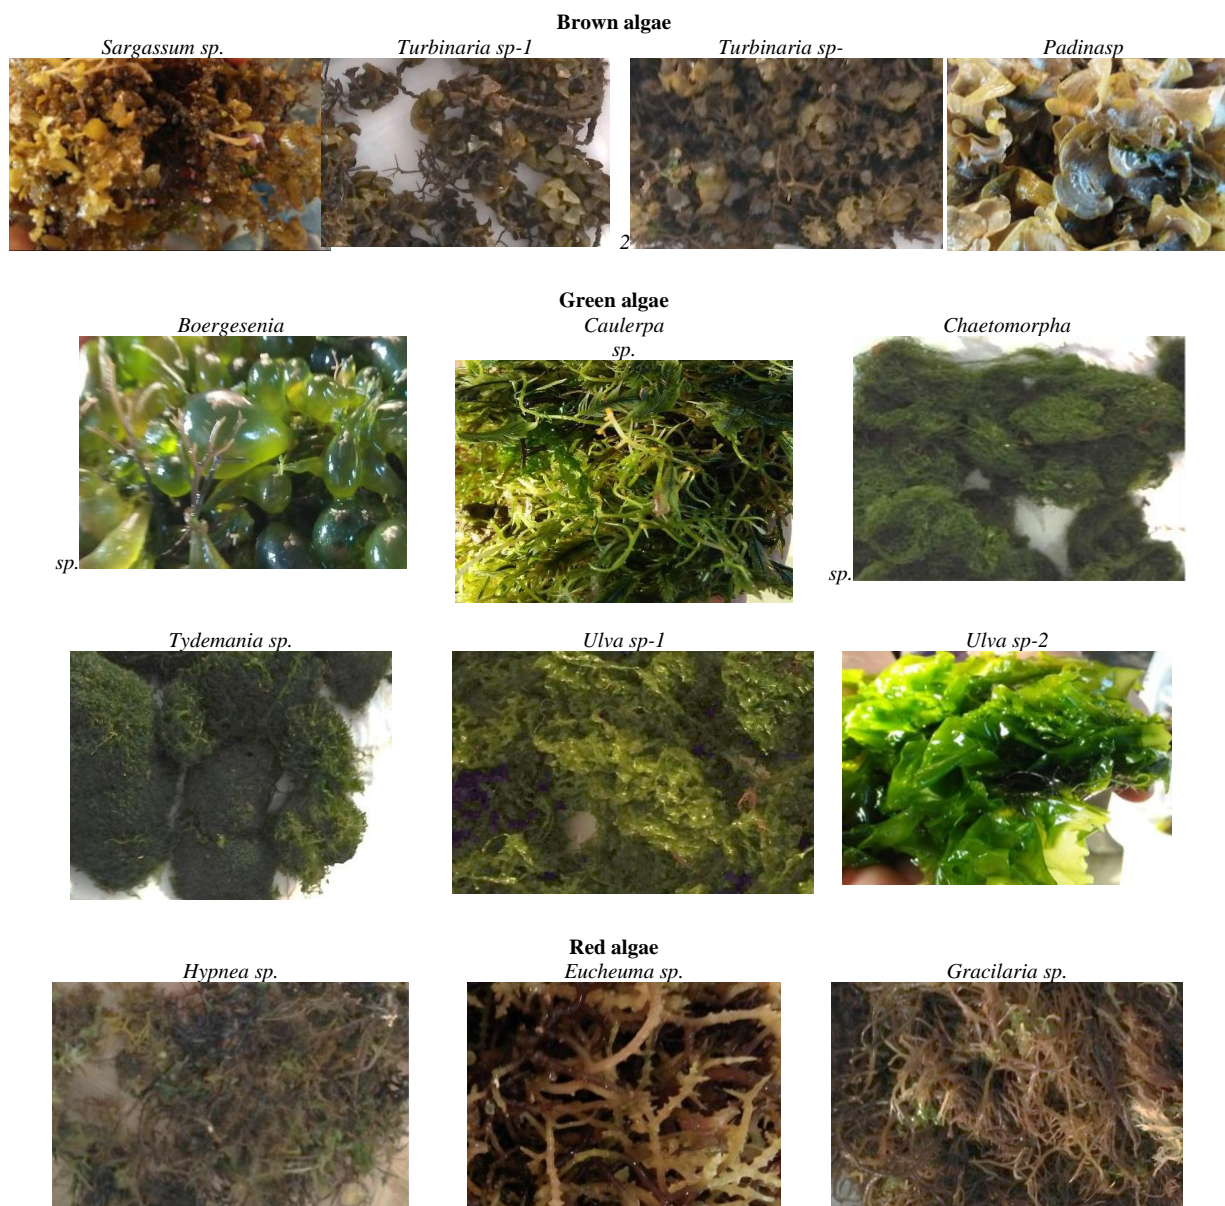 Brown algae
Sargassum sp. Turbinaria sp-1 Turbinaria sp- Padinasp
2
Green algae
Boergesenia Caulerpa Chaetomorpha
sp.
sp. sp.
Tydemania sp. Ulva sp-1 Ulva sp-2
Red algae
Hypnea sp. Eucheuma sp. Gracilaria sp.